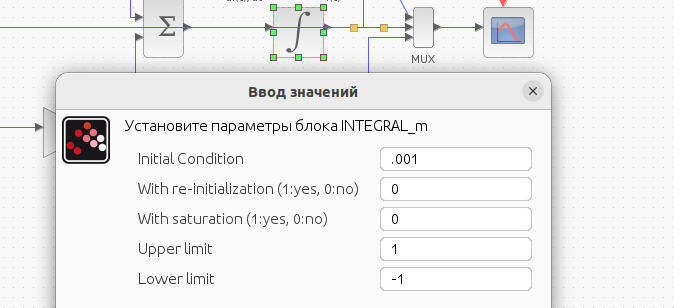 Σ
∫
MUX
Ввод значений
Установите параметры блока INTEGRAL_m
Initial Condition .001
With re-initialization (1:yes, 0:no) 0
With saturation (1:yes, 0:no) 0
Upper limit 1
Lower limit -1